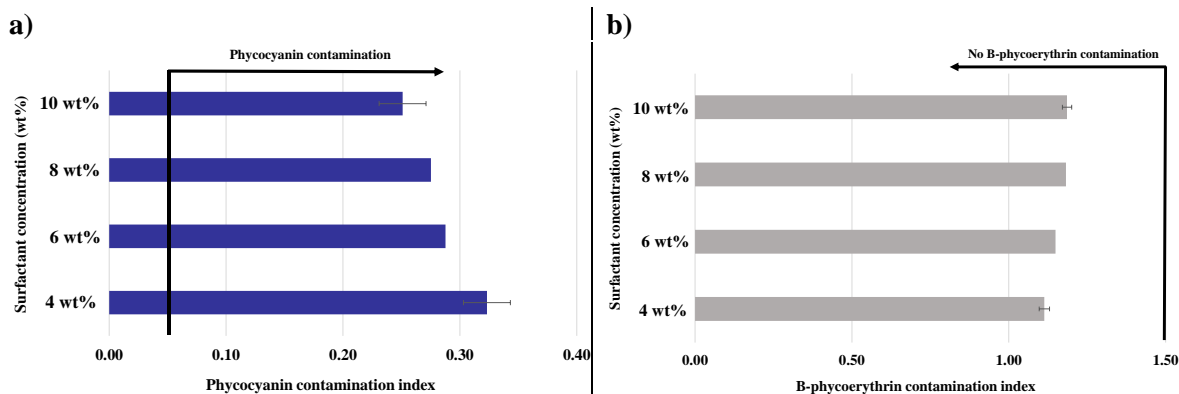 a)
Phycocyanin contamination
Surfactant concentration (wt%)
10 wt%
8 wt%
6 wt%
4 wt%
0.00 0.10 0.20 0.30 0.40
Phycocyanin contamination index
b)
No B-phycoerythrin contamination
Surfactant concentration (wt%)
10 wt%
8 wt%
6 wt%
4 wt%
0.00 0.50 1.00 1.50
B-phycoerythrin contamination index